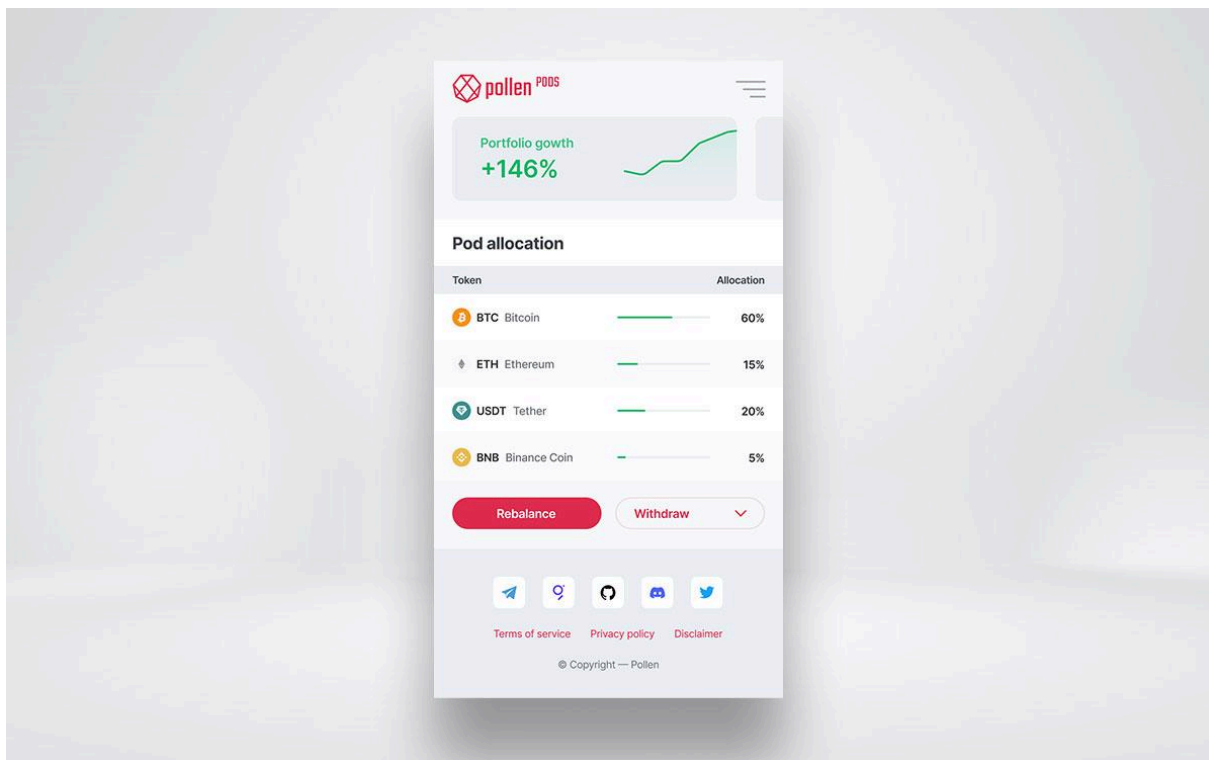 pollen PODS
Portfolio gowth
+146%
Pod allocation
Token Allocation
BTC Bitcoin 60%
ETH Ethereum 15%
USDT Tether 20%
BNB Binance Coin 5%
Rebalance Withdraw
Terms of service Privacy policy Disclaimer
© Copyright — Pollen